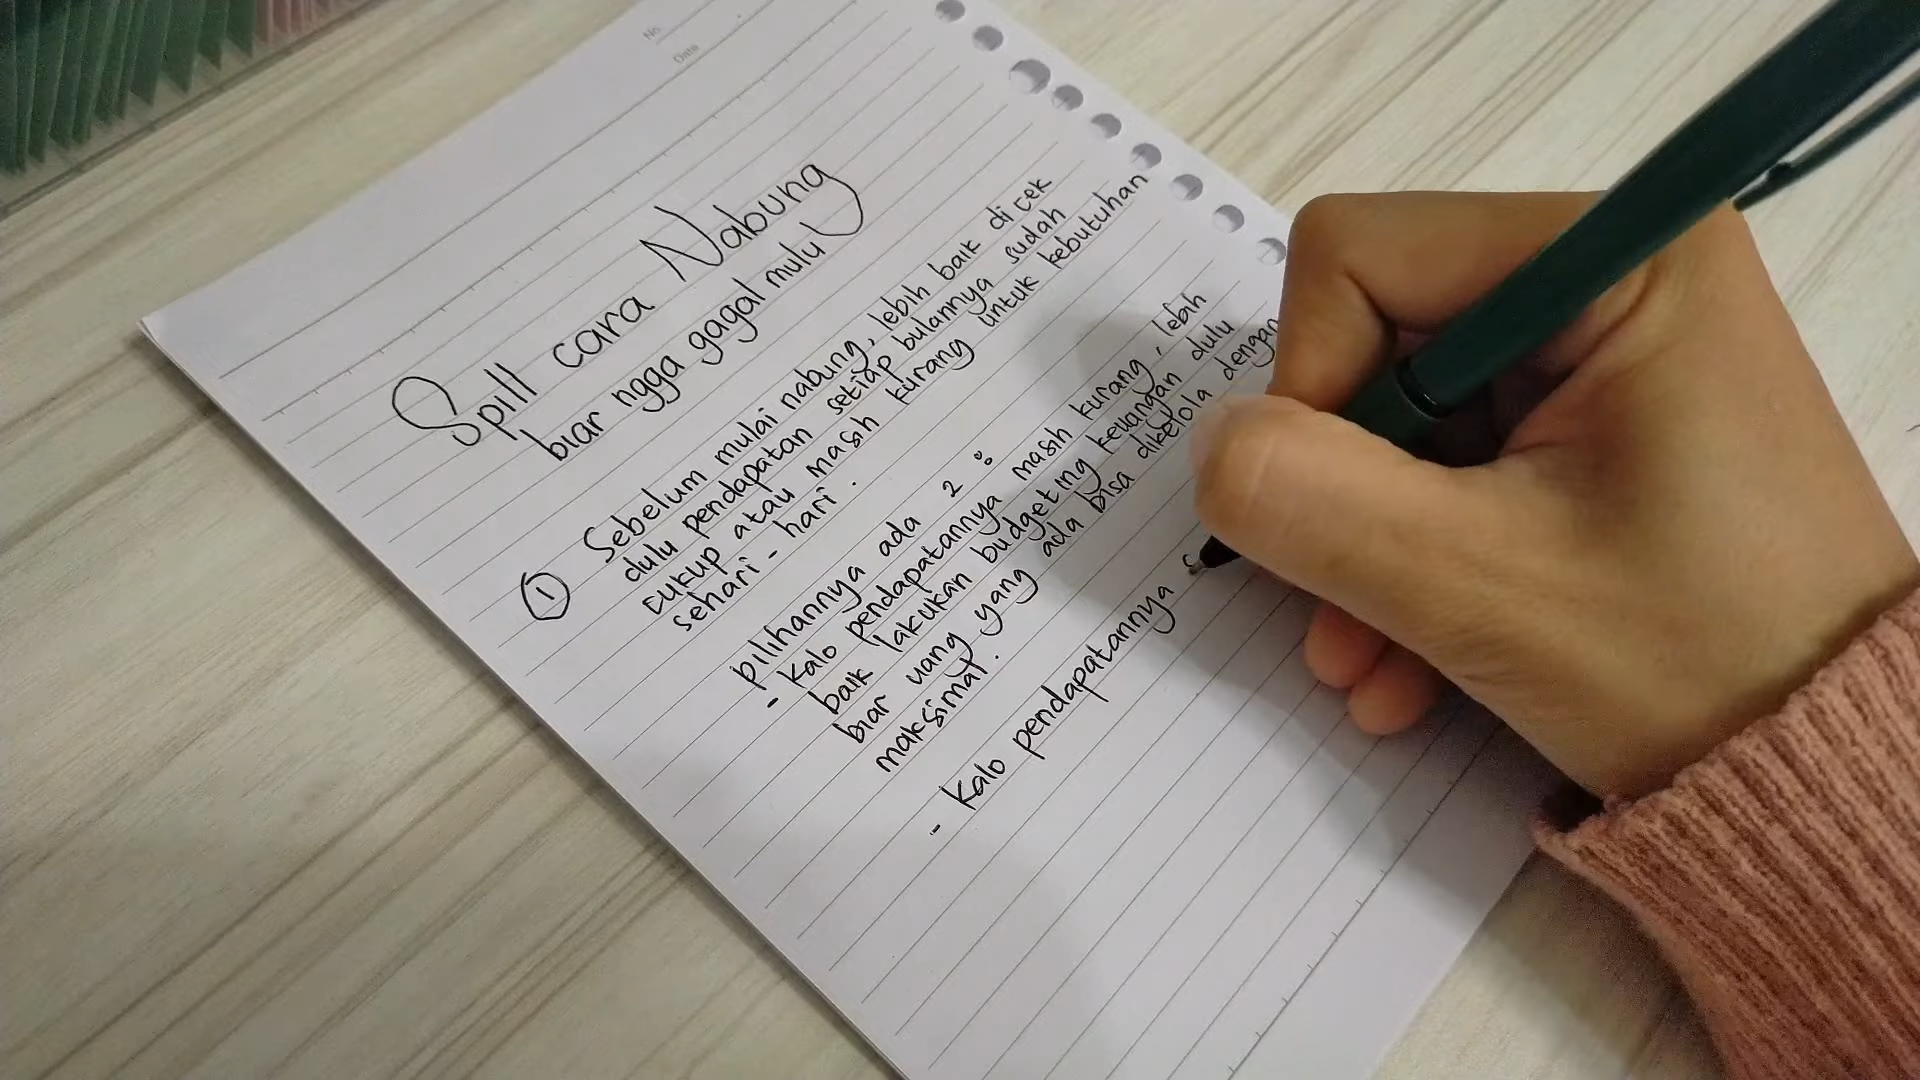 No.
Date
Spill cara Nabung
biar ngga gagal mulu
1 Sebelum mulai nabung, lebih baik di cek
dulu pendapatan setiap bulannya sudah
cukup atau masih kurang untuk kebutuhan
sehari-hari.
pilihannya ada 2 :
- Kalo pendapatannya masih kurang, lebih
baik lakukan budgeting keuangan dulu
biar uang yang ada bisa dikelola dengan
maksimal.
- Kalo pendapatannya